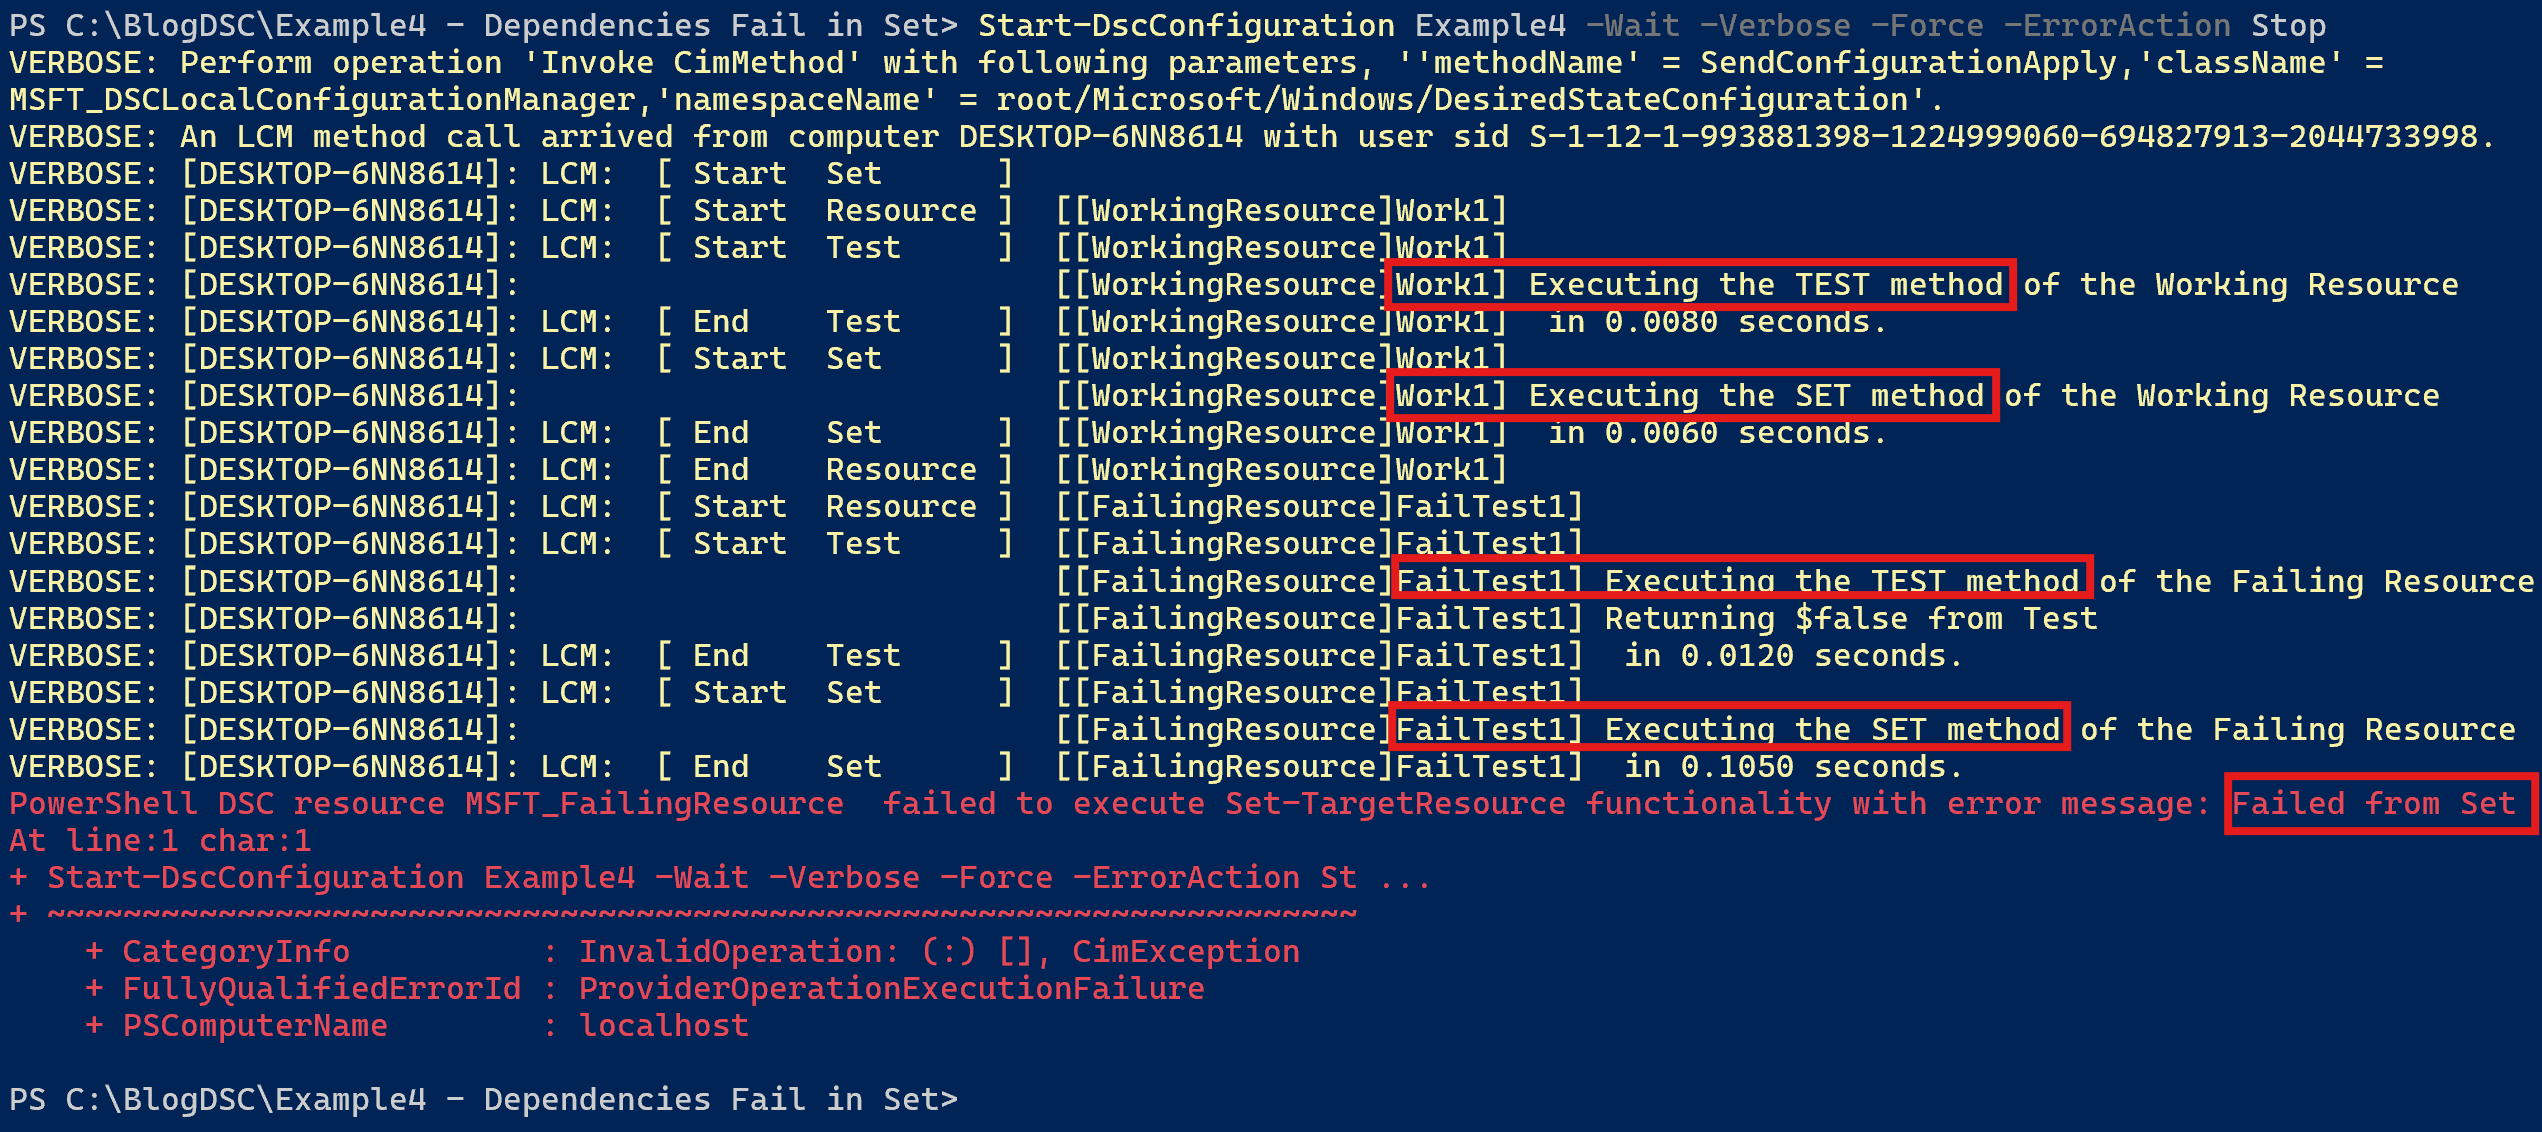 PS C:\BlogDSC\Example4 - Dependencies Fail in Set> Start-DscConfiguration Example4 -Wait -Verbose -Force -ErrorAction Stop
VERBOSE: Perform operation 'Invoke CimMethod' with following parameters, ''methodName' = SendConfigurationApply,'className' =
MSFT_DSCLocalConfigurationManager,'namespaceName' = root/Microsoft/Windows/DesiredStateConfiguration'.
VERBOSE: An LCM method call arrived from computer DESKTOP-6NN8614 with user sid S-1-12-1-993881398-1224999060-694827913-2044733998.
VERBOSE: [DESKTOP-6NN8614]: LCM:  [ Start  Set      ]
VERBOSE: [DESKTOP-6NN8614]: LCM:  [ Start  Resource ]  [[WorkingResource]Work1]
VERBOSE: [DESKTOP-6NN8614]: LCM:  [ Start  Test     ]  [[WorkingResource]Work1]
VERBOSE: [DESKTOP-6NN8614]:                            [[WorkingResource]Work1] Executing the TEST method of the Working Resource
VERBOSE: [DESKTOP-6NN8614]: LCM:  [ End    Test     ]  [[WorkingResource]Work1]  in 0.0080 seconds.
VERBOSE: [DESKTOP-6NN8614]: LCM:  [ Start  Set      ]  [[WorkingResource]Work1]
VERBOSE: [DESKTOP-6NN8614]:                            [[WorkingResource]Work1] Executing the SET method of the Working Resource
VERBOSE: [DESKTOP-6NN8614]: LCM:  [ End    Set      ]  [[WorkingResource]Work1]  in 0.0060 seconds.
VERBOSE: [DESKTOP-6NN8614]: LCM:  [ End    Resource ]  [[WorkingResource]Work1]
VERBOSE: [DESKTOP-6NN8614]: LCM:  [ Start  Resource ]  [[FailingResource]FailTest1]
VERBOSE: [DESKTOP-6NN8614]: LCM:  [ Start  Test     ]  [[FailingResource]FailTest1]
VERBOSE: [DESKTOP-6NN8614]:                            [[FailingResource]FailTest1] Executing the TEST method of the Failing Resource
VERBOSE: [DESKTOP-6NN8614]:                            [[FailingResource]FailTest1] Returning $false from Test
VERBOSE: [DESKTOP-6NN8614]: LCM:  [ End    Test     ]  [[FailingResource]FailTest1]  in 0.0120 seconds.
VERBOSE: [DESKTOP-6NN8614]: LCM:  [ Start  Set      ]  [[FailingResource]FailTest1]
VERBOSE: [DESKTOP-6NN8614]:                            [[FailingResource]FailTest1] Executing the SET method of the Failing Resource
VERBOSE: [DESKTOP-6NN8614]: LCM:  [ End    Set      ]  [[FailingResource]FailTest1]  in 0.1050 seconds.
PowerShell DSC resource MSFT_FailingResource  failed to execute Set-TargetResource functionality with error message: Failed from Set
At line:1 char:1
+ Start-DscConfiguration Example4 -Wait -Verbose -Force -ErrorAction St ...
+ ~~~~~~~~~~~~~~~~~~~~~~~~~~~~~~~~~~~~~~~~~~~~~~~~~~~~~~~~~~~~~~~~~~~~~
    + CategoryInfo          : InvalidOperation: (:) [], CimException
    + FullyQualifiedErrorId : ProviderOperationExecutionFailure
    + PSComputerName        : localhost
PS C:\BlogDSC\Example4 - Dependencies Fail in Set>